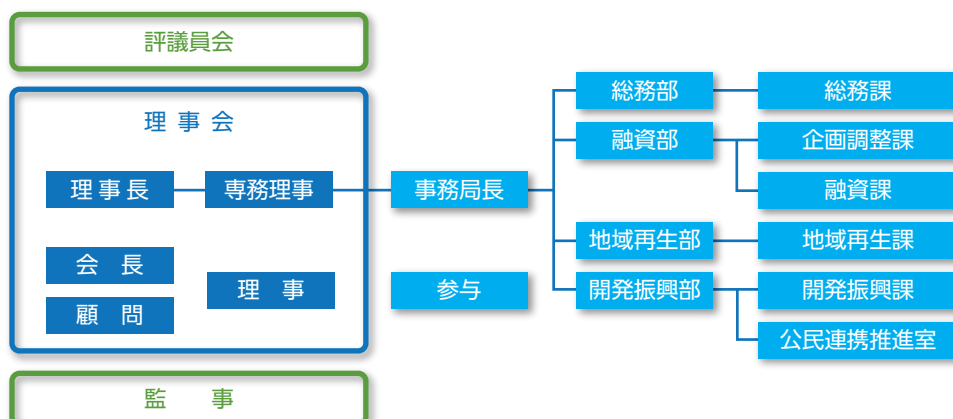 評議員会
理 事 会
理 事 長
専務理事
会　長
顧　問
理　事
監　　事
事務局長
参与
総務部
融資部
地域再生部
開発振興部
総務課
企画調整課
融資課
地域再生課
開発振興課
公民連携推進室